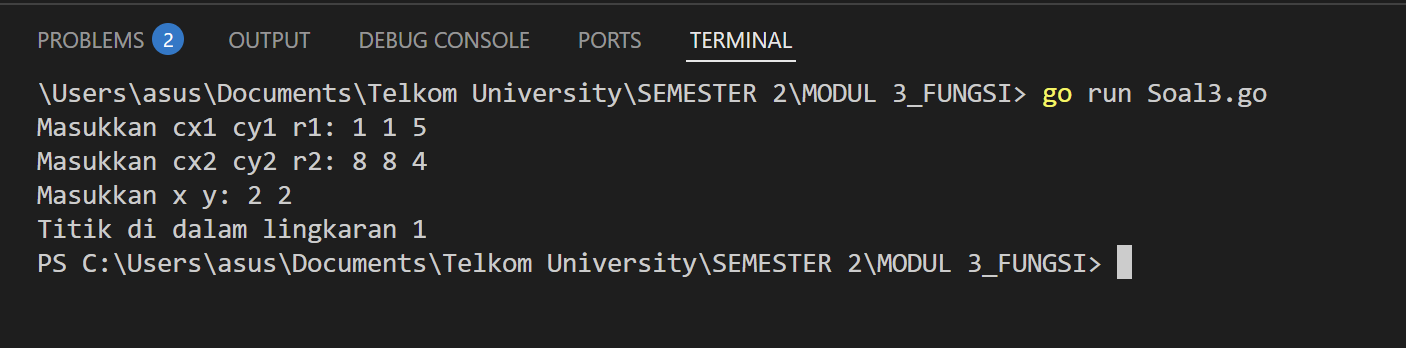 PROBLEMS 2 OUTPUT DEBUG CONSOLE PORTS TERMINAL
\Users\asus\Documents\Telkom University\SEMESTER 2\MODUL 3_FUNGSI> go run Soal3.go
Masukkan cx1 cy1 r1: 1 1 5
Masukkan cx2 cy2 r2: 8 8 4
Masukkan x y: 2 2
Titik di dalam lingkaran 1
PS C:\Users\asus\Documents\Telkom University\SEMESTER 2\MODUL 3_FUNGSI>